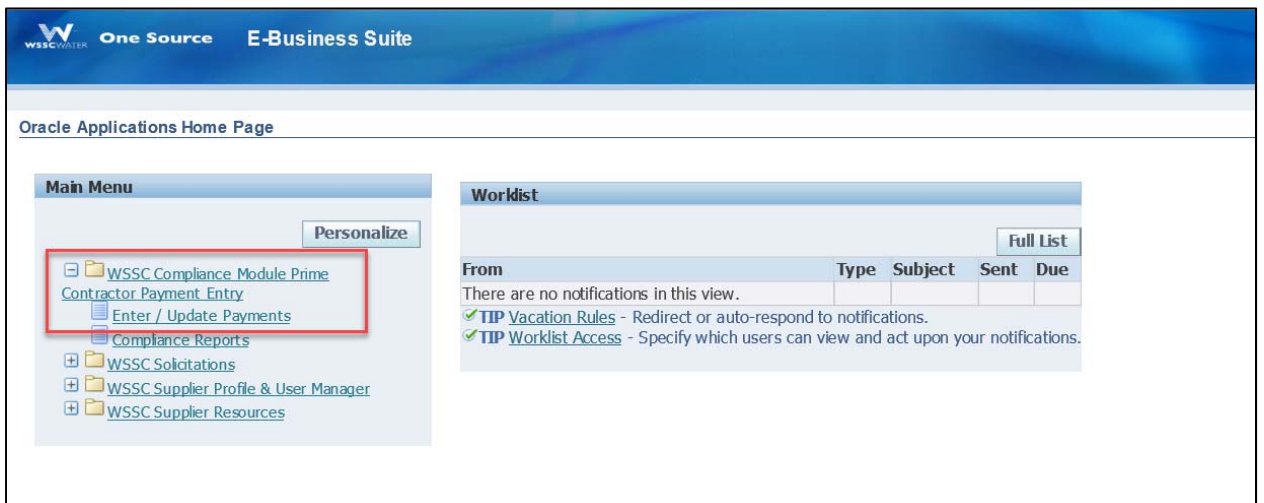 WSSCWATER One Source E-Business Suite
Oracle Applications Home Page
Main Menu
Personalize
WSSC Compliance Module Prime
Contractor Payment Entry
Enter / Update Payments
Compliance Reports
WSSC Solicitations
WSSC Supplier Profile & User Manager
WSSC Supplier Resources
Worklist
Full List
From Type Subject Sent Due
There are no notifications in this view.
TIP Vacation Rules - Redirect or auto-respond to notifications.
TIP Worklist Access - Specify which users can view and act upon your notifications.